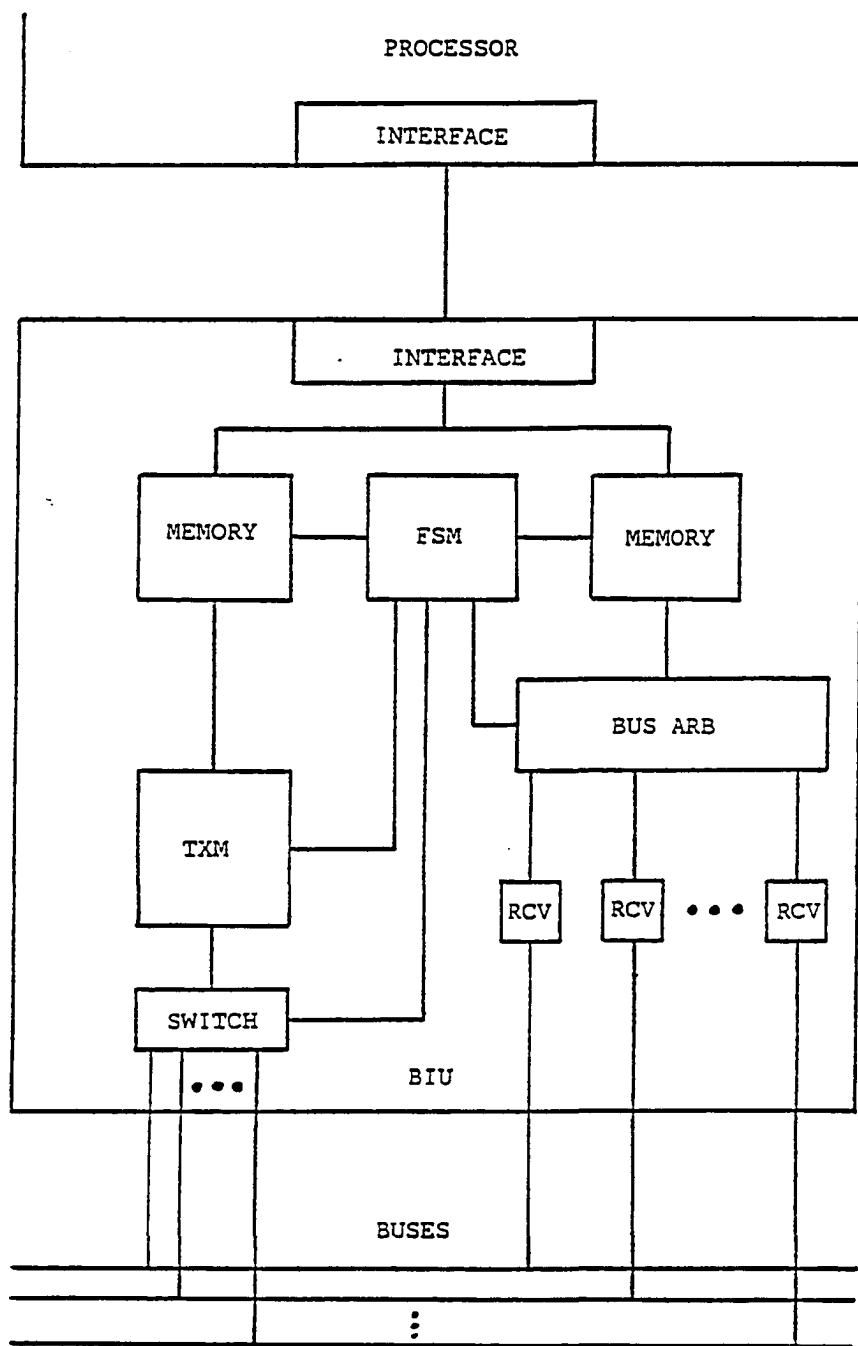 PROCESSOR
INTERFACE
INTERFACE
MEMORY
FSM
MEMORY
BUS ARB
TXM
RCV
RCV
RCV
SWITCH
BIU
BUSES